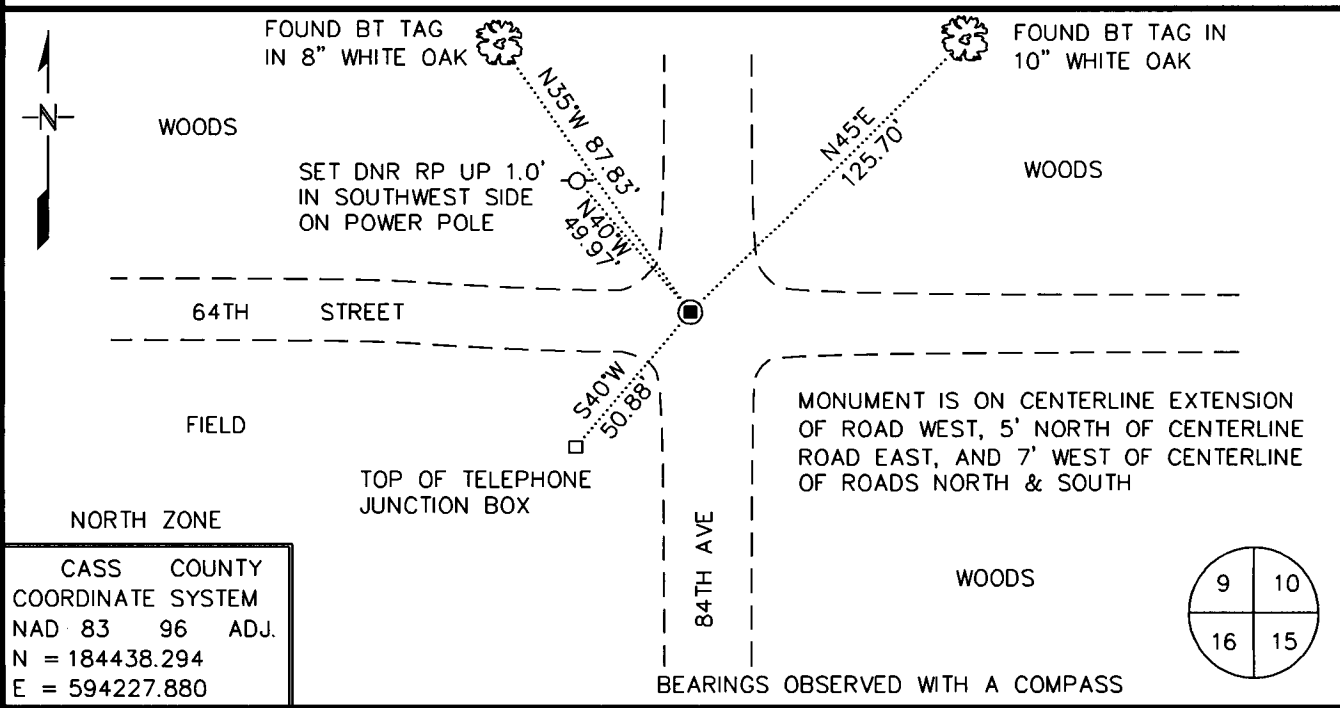 FOUND BT TAG
IN 8" WHITE OAK
FOUND BT TAG IN
10" WHITE OAK
N
WOODS
N35°W 87.83'
N45°E
125.70'
WOODS
SET DNR RP UP 1.0'
IN SOUTHWEST SIDE
ON POWER POLE
N40°W
49.97'
64TH STREET
S40°W
50.88'
FIELD
MONUMENT IS ON CENTERLINE EXTENSION
OF ROAD WEST, 5' NORTH OF CENTERLINE
ROAD EAST, AND 7' WEST OF CENTERLINE
OF ROADS NORTH & SOUTH
TOP OF TELEPHONE
JUNCTION BOX
NORTH ZONE
84TH AVE
CASS COUNTY
COORDINATE SYSTEM
NAD 83 96 ADJ.
N = 184438.294
E = 594227.880
WOODS
9 10
16 15
BEARINGS OBSERVED WITH A COMPASS